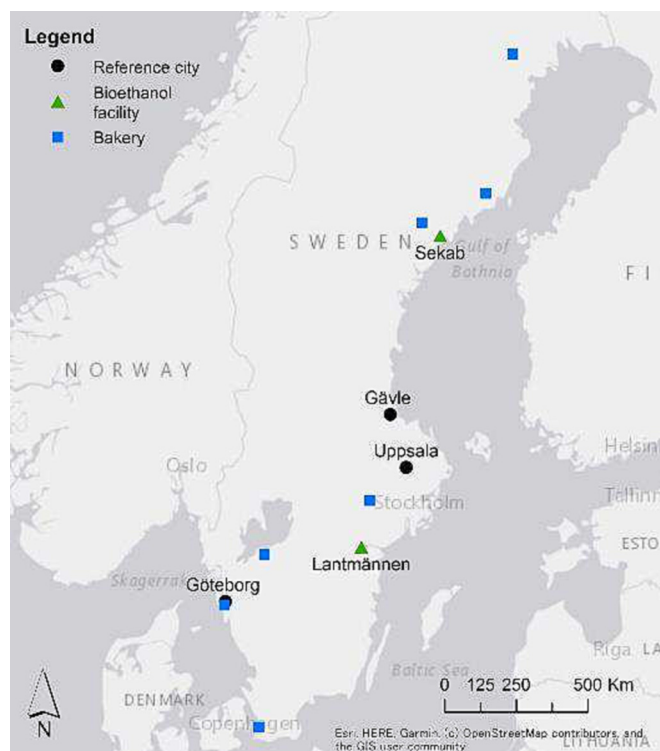 Legend
Reference city
Bioethanol
facility
Bakery
SWEDEN
Gulf of
Bothnia
Sekab
FI
NORWAY
Gävle
Oslo
Uppsala
Helsin
Stockholm
Tallin
ESTO
Lantmännen
Skagerrak
Göteborg
Riga
LA
Baltic Sea
DENMARK
0 125 250 500 Km
N
Copenhagen
Esri, HERE, Garmin, (c) OpenStreetMap contributors, and
the GIS user community
LITHUANIA